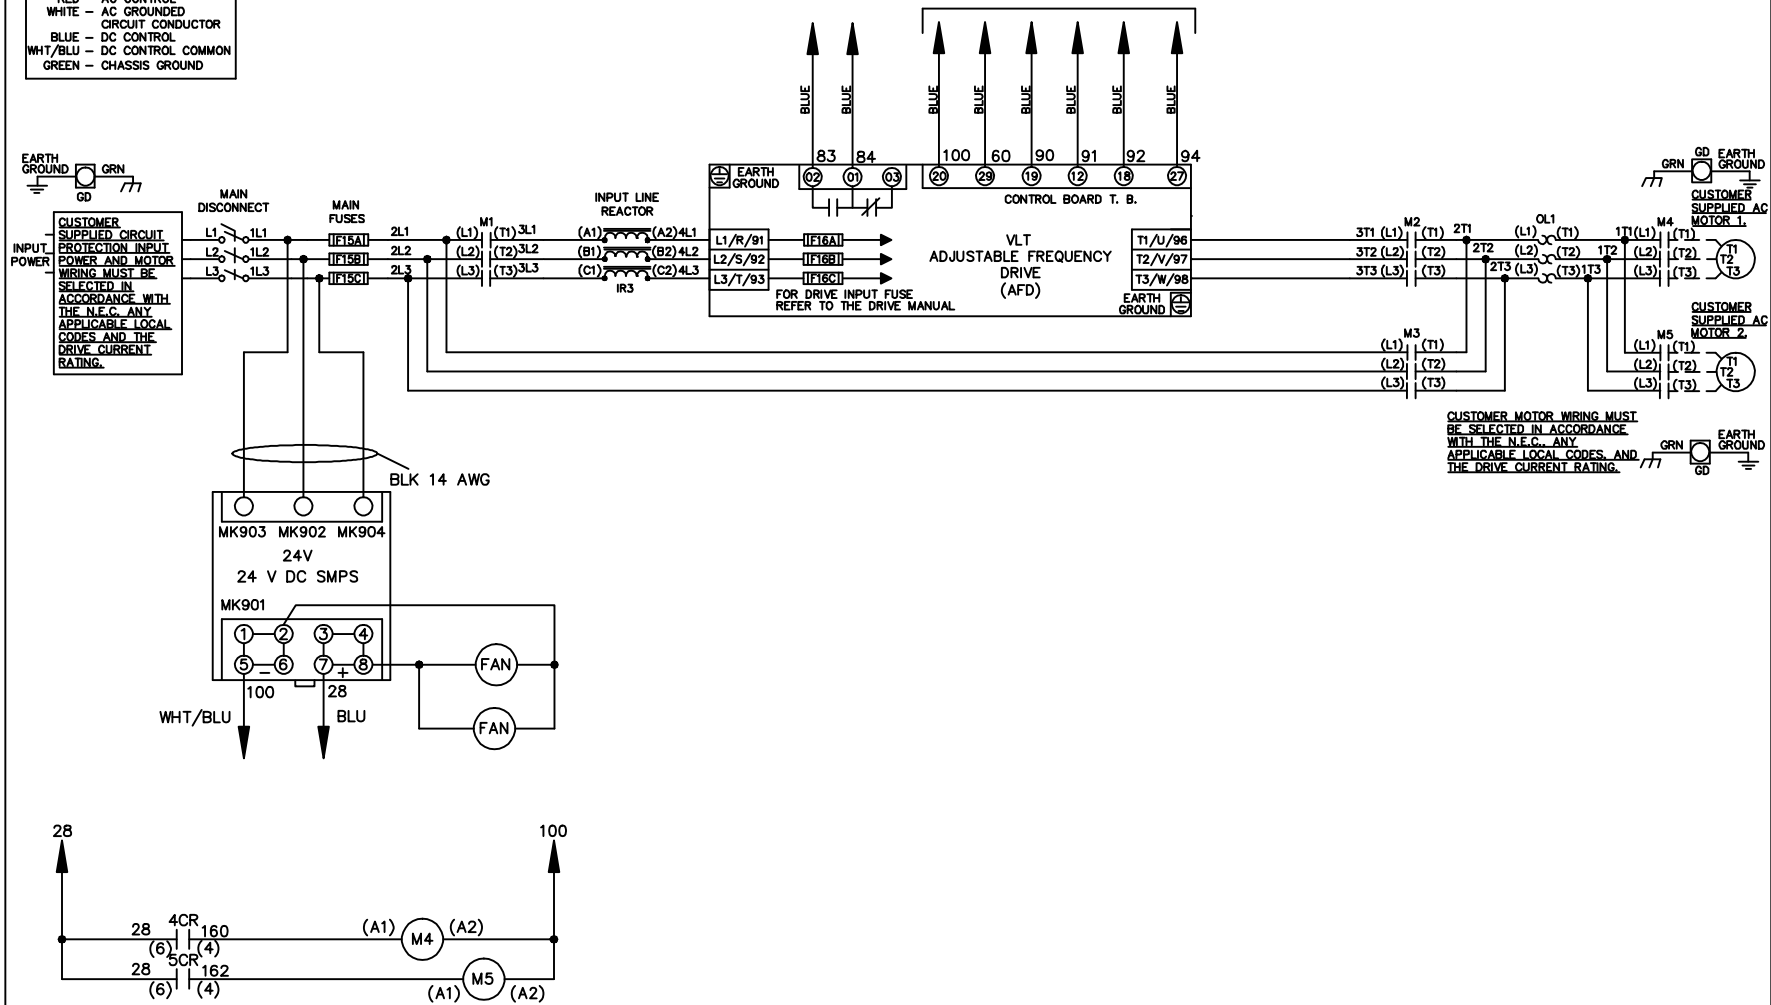 WHITE – AC GROUNDED
CIRCUIT CONDUCTOR
BLUE – DC CONTROL
WHT/BLU – DC CONTROL COMMON
GREEN – CHASSIS GROUND
BLUE
BLUE
BLUE
BLUE
BLUE
BLUE
BLUE
BLUE
83
84
100
60
90
91
92
94
EARTH
GROUND
GRN
GD
EARTH
GROUND
02
01
03
20
29
19
12
18
27
CONTROL BOARD T. B.
GD
GRN
EARTH
GROUND
MAIN
DISCONNECT
MAIN
FUSES
INPUT LINE
REACTOR
CUSTOMER
SUPPLIED AC
MOTOR 1.
INPUT
POWER
CUSTOMER
SUPPLIED CIRCUIT
PROTECTION INPUT
POWER AND MOTOR
WIRING MUST BE
SELECTED IN
ACCORDANCE WITH
THE N.E.C. ANY
APPLICABLE LOCAL
CODES AND THE
DRIVE CURRENT
RATING.
L1 1L1 F15A 2L1 (L1) M1 (T1) 3L1 (A1) (A2) 4L1 L1/R/91 F16A
L2 1L2 F15B 2L2 (L2) (T2) 3L2 (B1) (B2) 4L2 L2/S/92 F16B
L3 1L3 F15C 2L3 (L3) (T3) 3L3 (C1) (C2) 4L3 L3/T/93 F16C
IR3
VLT
ADJUSTABLE FREQUENCY
DRIVE
(AFD)
FOR DRIVE INPUT FUSE
REFER TO THE DRIVE MANUAL
T1/U/96
T2/V/97
T3/W/98
EARTH
GROUND
M2 OL1 M4
3T1 (L1) (T1) 2T1 (L1) (T1) 1T1 (L1) (T1) T1
3T2 (L2) (T2) 2T2 (L2) (T2) 1T2 (L2) (T2) T2
3T3 (L3) (T3) 2T3 (L3) (T3) 1T3 (L3) (T3) T3
CUSTOMER
SUPPLIED AC
MOTOR 2.
M3 M5
(L1) (T1) (L1) (T1) T1
(L2) (T2) (L2) (T2) T2
(L3) (T3) (L3) (T3) T3
CUSTOMER MOTOR WIRING MUST
BE SELECTED IN ACCORDANCE
WITH THE N.E.C., ANY
APPLICABLE LOCAL CODES, AND
THE DRIVE CURRENT RATING.
GRN
GD
EARTH
GROUND
BLK 14 AWG
MK903 MK902 MK904
24V
24 V DC SMPS
MK901
1 2 3 4
5 – 6 7 + 8
FAN
FAN
100
28
WHT/BLU
BLU
28
100
28 4CR 160 (A1) M4 (A2)
(6) (4)
28 5CR 162 M5
(6) (4) (A1) (A2)